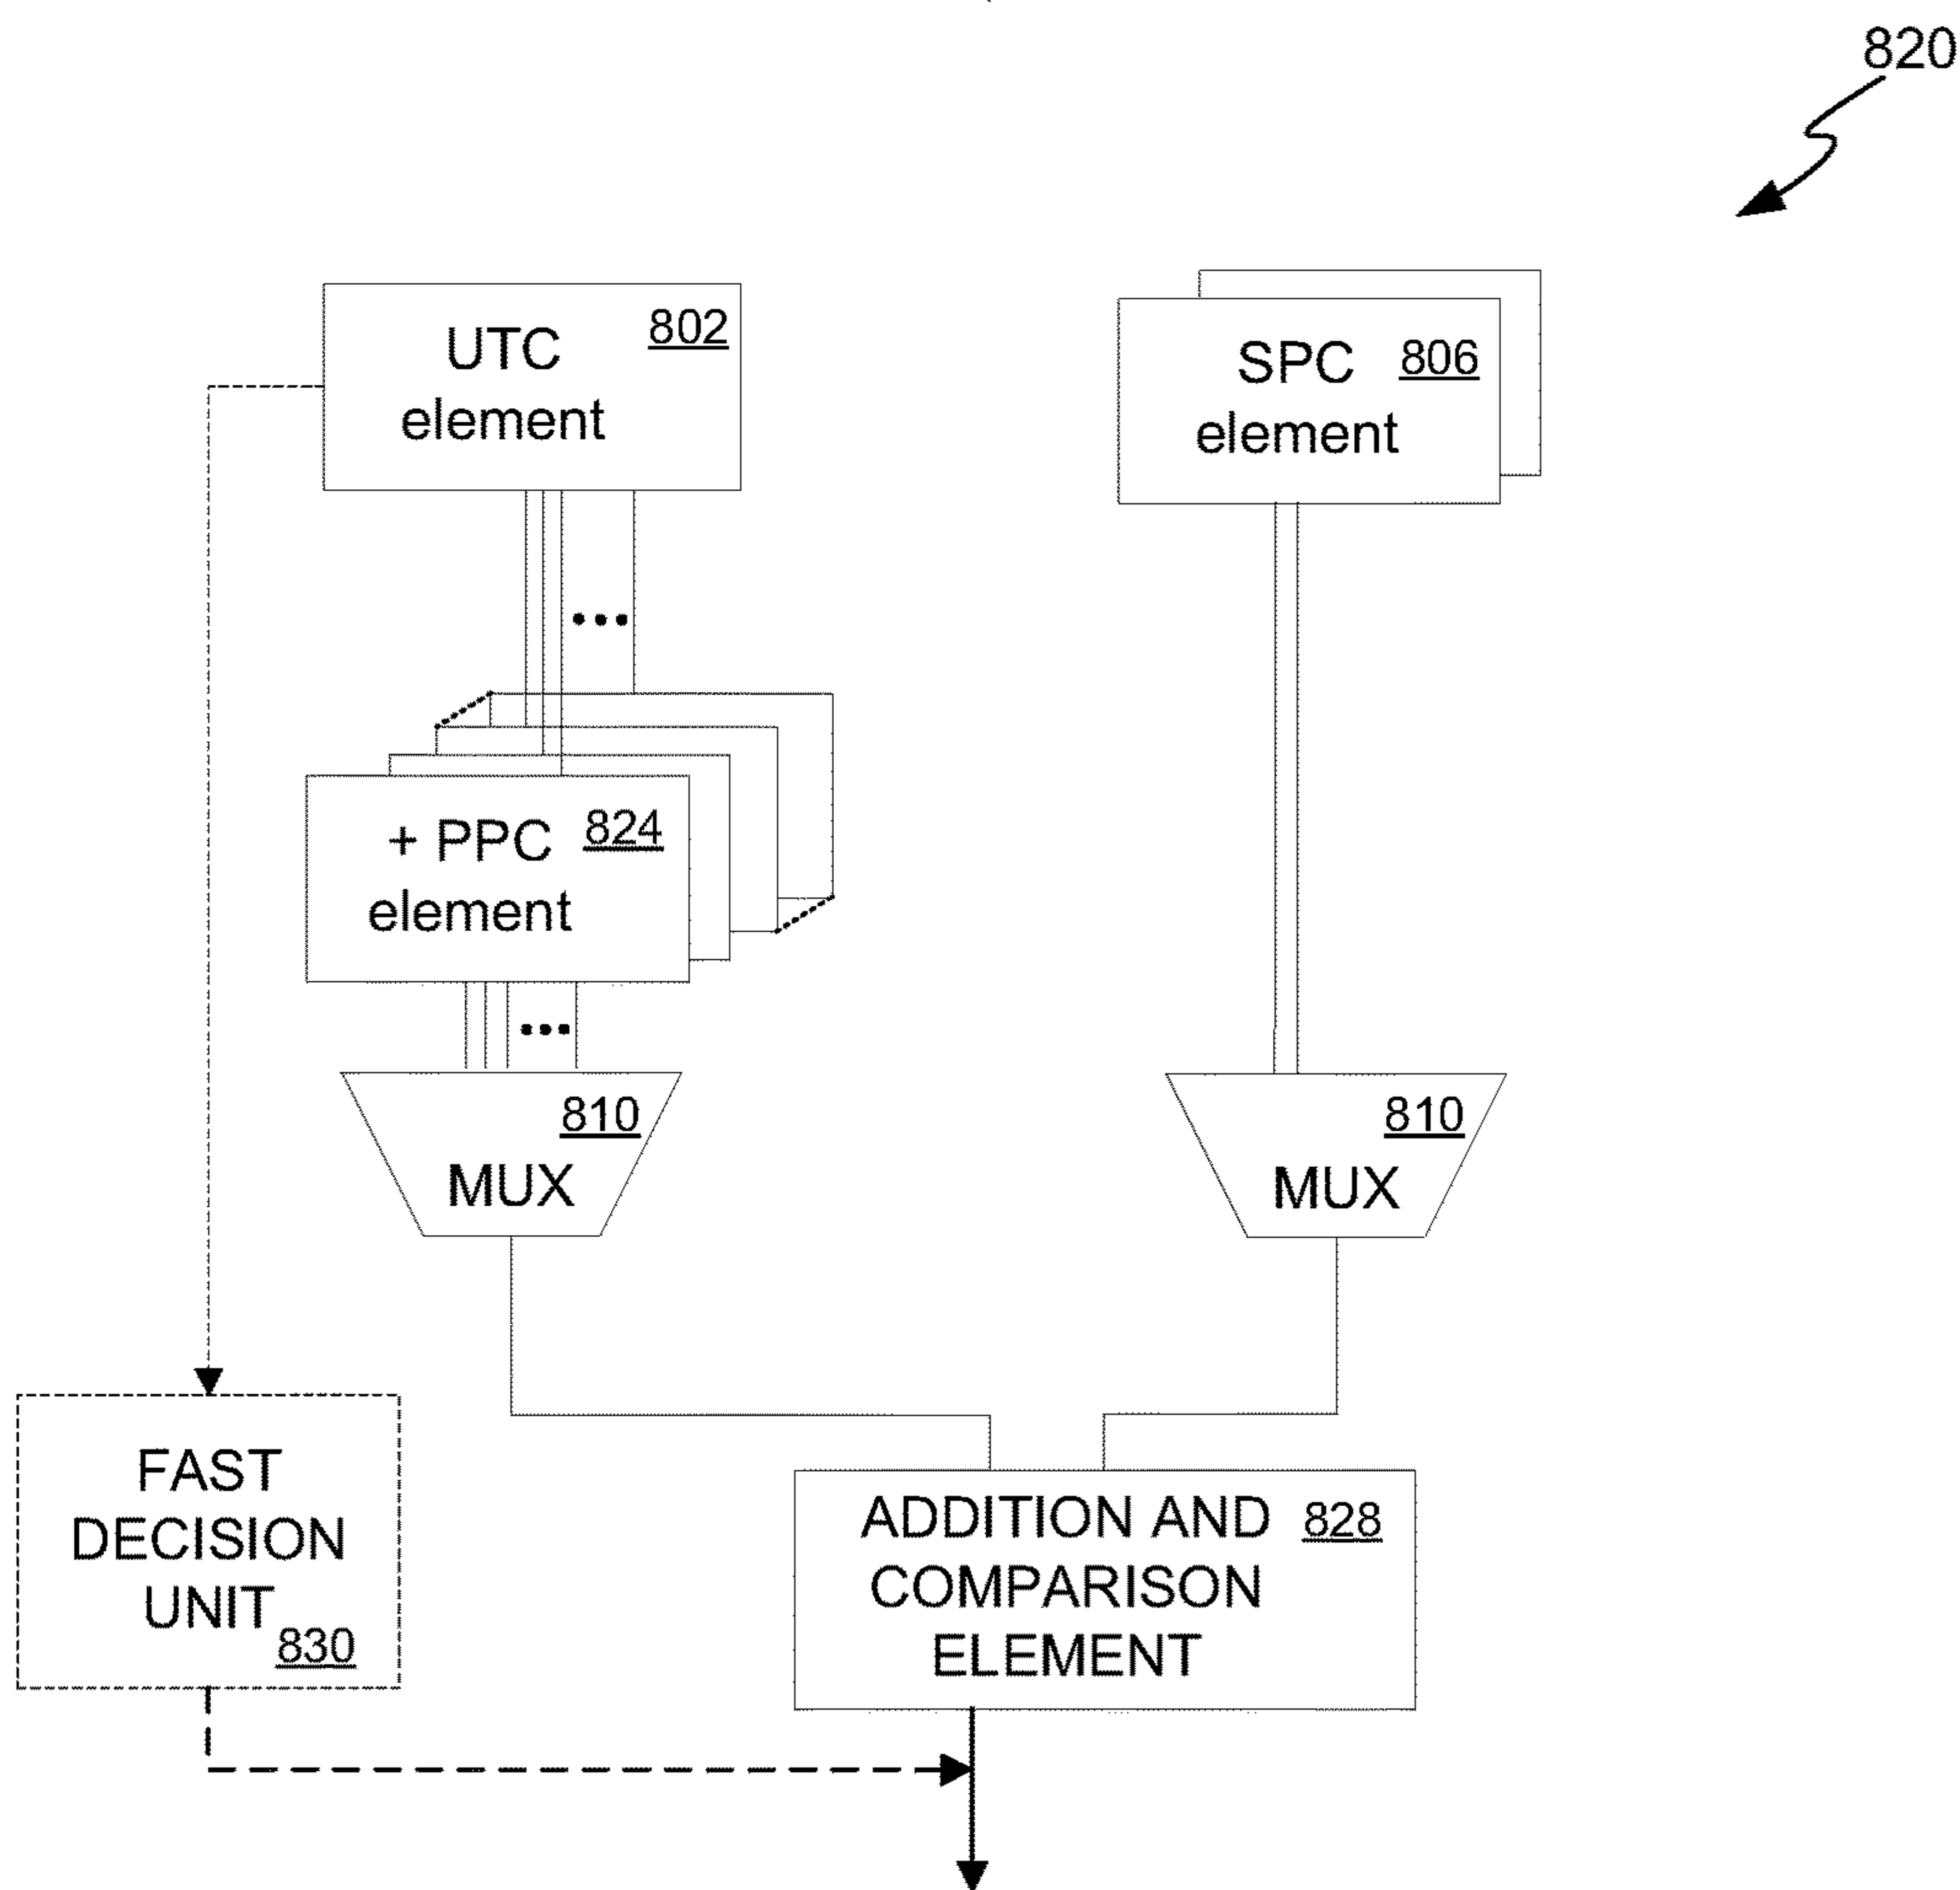 820
UTC 802
element
SPC 806
element
•••
+ PPC 824
element
•••
810
MUX
810
MUX
FAST
DECISION
UNIT 830
ADDITION AND 828
COMPARISON
ELEMENT